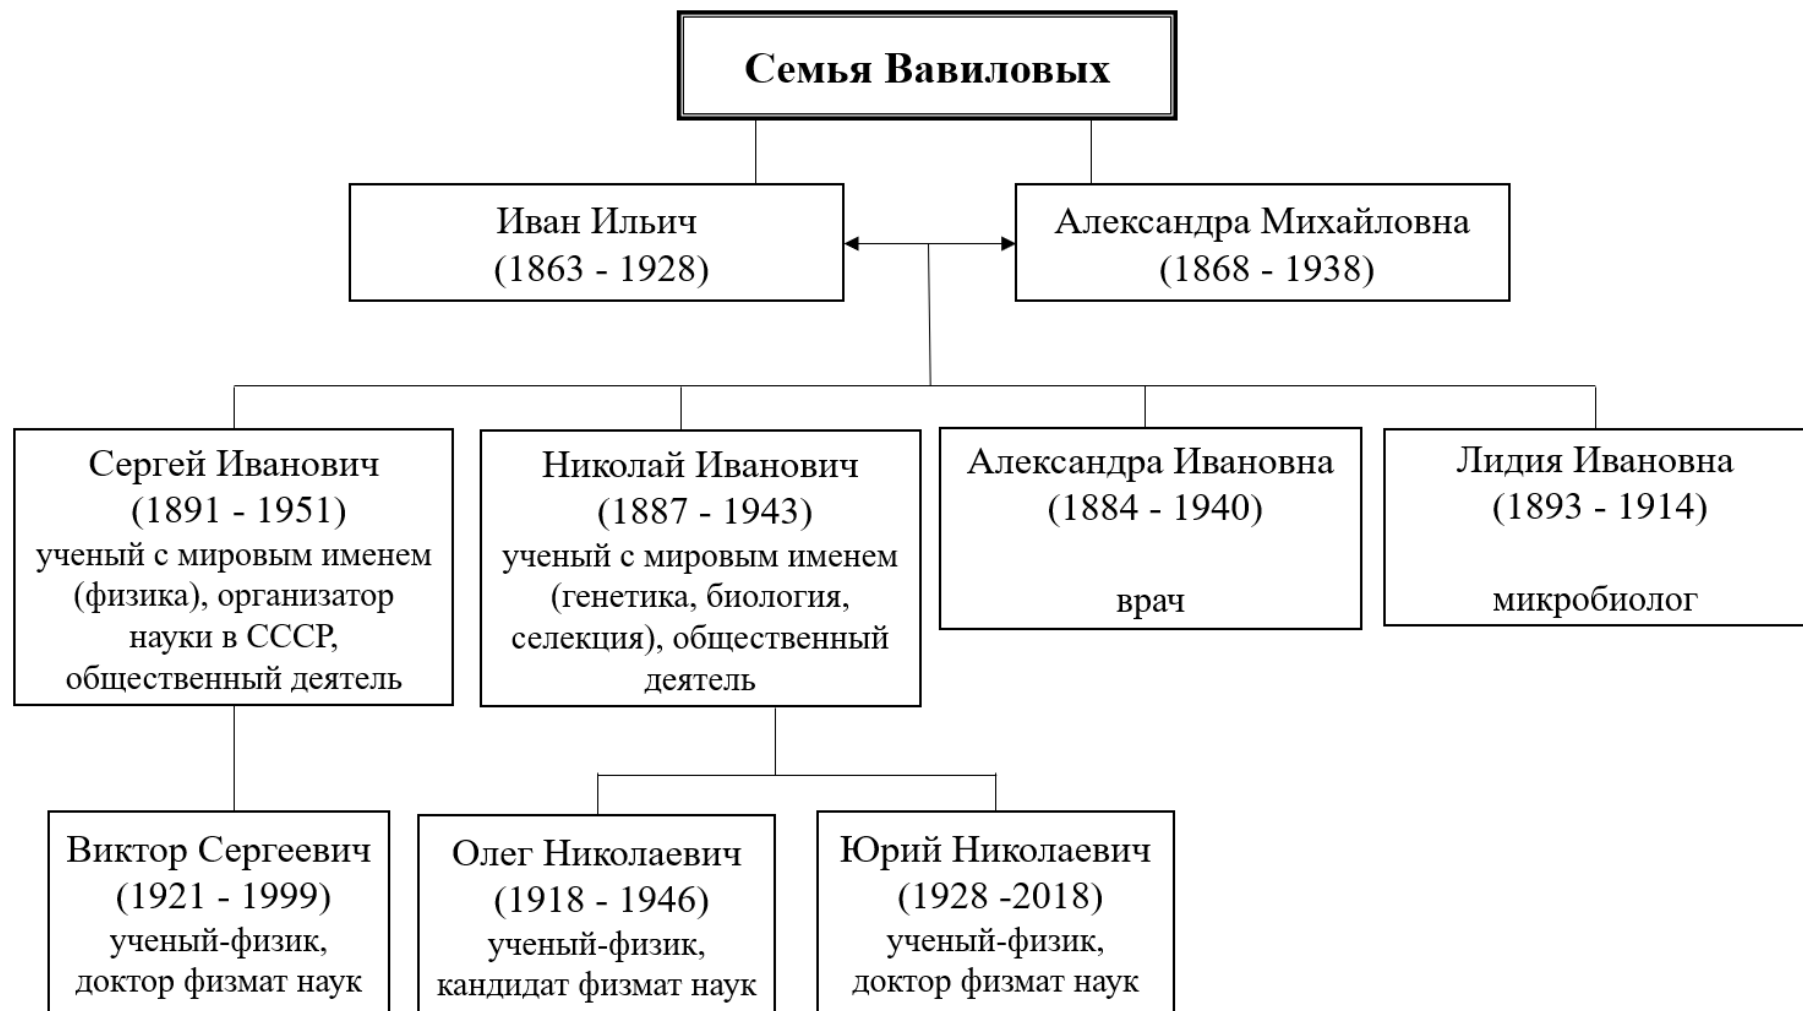 Семья Вавиловых
Иван Ильич
(1863 - 1928)
Александра Михайловна
(1868 - 1938)
Сергей Иванович
(1891 - 1951)
ученый с мировым именем
(физика), организатор
науки в СССР,
общественный деятель
Николай Иванович
(1887 - 1943)
ученый с мировым именем
(генетика, биология,
селекция), общественный
деятель
Александра Ивановна
(1884 - 1940)
врач
Лидия Ивановна
(1893 - 1914)
микробиолог
Виктор Сергеевич
(1921 - 1999)
ученый-физик,
доктор физмат наук
Олег Николаевич
(1918 - 1946)
ученый-физик,
кандидат физмат наук
Юрий Николаевич
(1928 -2018)
ученый-физик,
доктор физмат наук